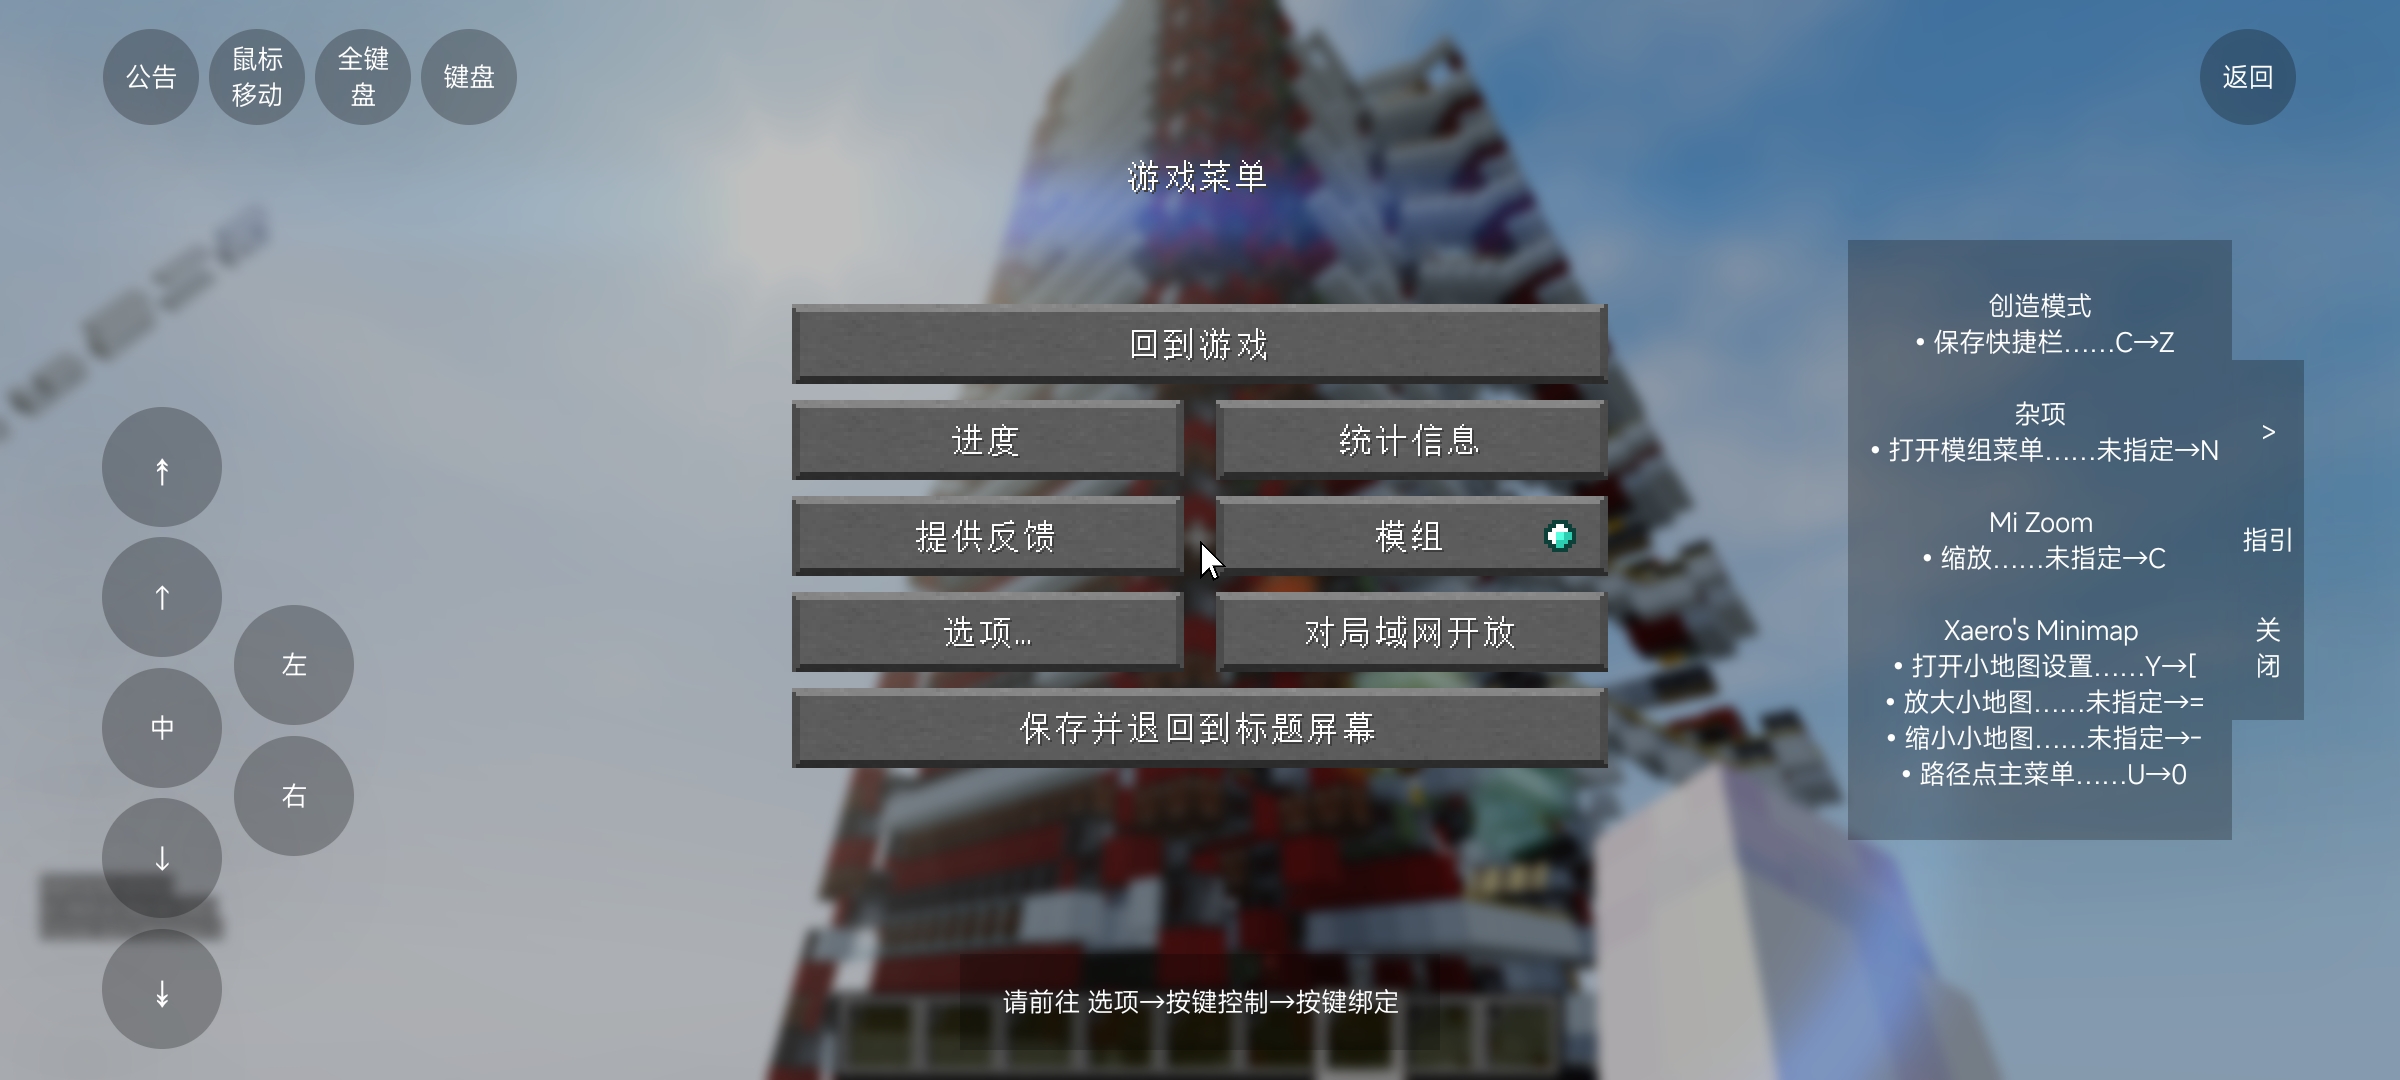 公告
鼠标
移动
全键
盘
键盘
返回
游戏菜单
回到游戏
进度
统计信息
提供反馈
模组
选项...
对局域网开放
保存并退回到标题屏幕
↟
↑
中
↓
↡
左
右
创造模式
• 保存快捷栏……C→Z
杂项
• 打开模组菜单……未指定→N
Mi Zoom
• 缩放……未指定→C
Xaero's Minimap
• 打开小地图设置……Y→[
• 放大小地图……未指定→=
• 缩小小地图……未指定→-
• 路径点主菜单……U→0
>
指引
关
闭
请前往 选项→按键控制→按键绑定